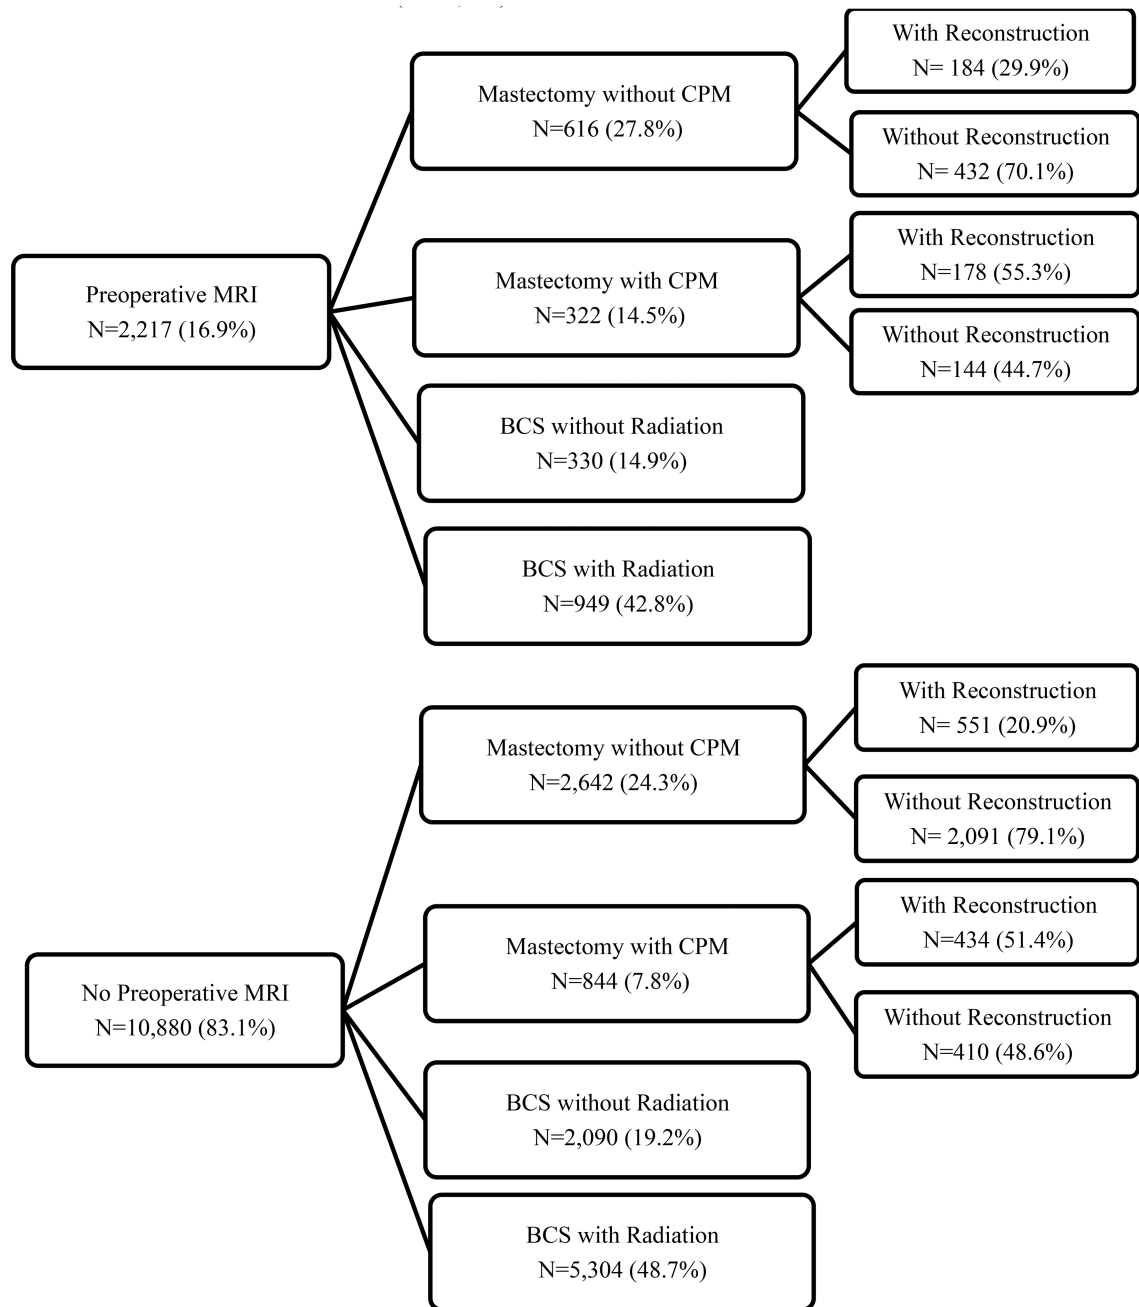 Preoperative MRI
N=2,217 (16.9%)
Mastectomy without CPM
N=616 (27.8%)
With Reconstruction
N= 184 (29.9%)
Without Reconstruction
N= 432 (70.1%)
Mastectomy with CPM
N=322 (14.5%)
With Reconstruction
N=178 (55.3%)
Without Reconstruction
N=144 (44.7%)
BCS without Radiation
N=330 (14.9%)
BCS with Radiation
N=949 (42.8%)
No Preoperative MRI
N=10,880 (83.1%)
Mastectomy without CPM
N=2,642 (24.3%)
With Reconstruction
N= 551 (20.9%)
Without Reconstruction
N= 2,091 (79.1%)
Mastectomy with CPM
N=844 (7.8%)
With Reconstruction
N=434 (51.4%)
Without Reconstruction
N=410 (48.6%)
BCS without Radiation
N=2,090 (19.2%)
BCS with Radiation
N=5,304 (48.7%)